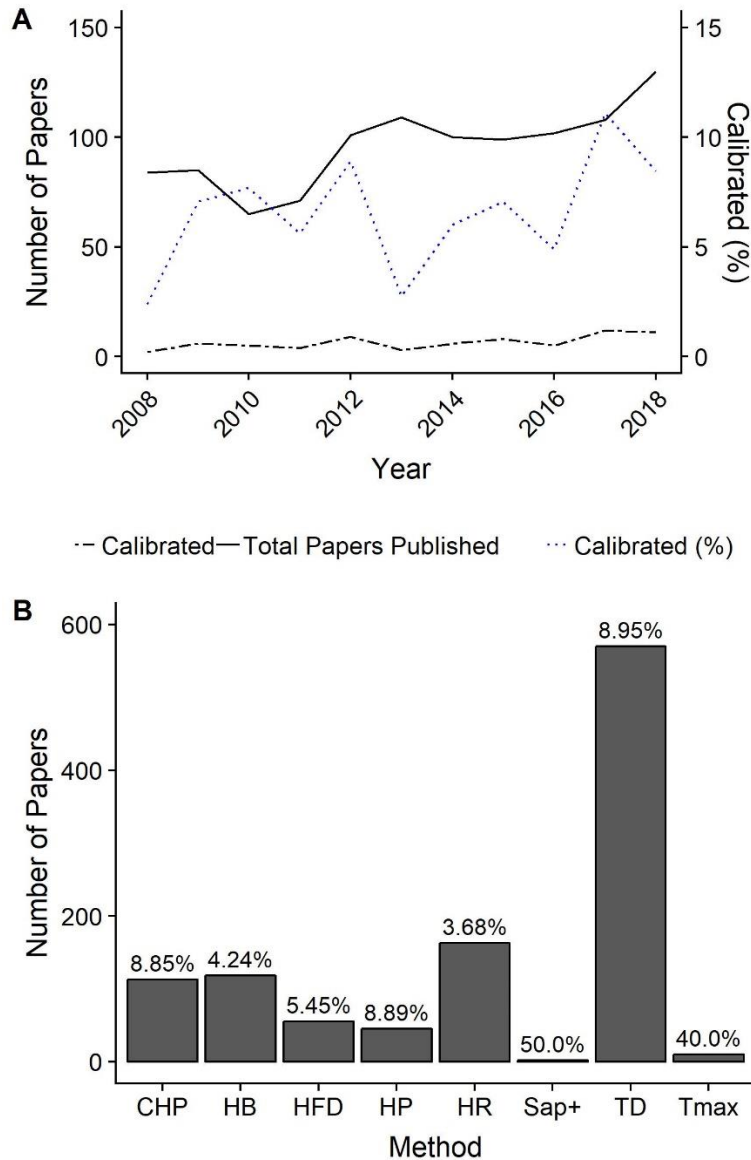 A
150
100
50
0
Number of Papers
15
10
5
0
Calibrated (%)
2008
2010
2012
2014
2016
2018
Year
Calibrated Total Papers Published Calibrated (%)
B
600
400
200
0
Number of Papers
8.85%
4.24%
5.45%
8.89%
3.68%
50.0%
8.95%
40.0%
CHP HB HFD HP HR Sap+ TD Tmax
Method